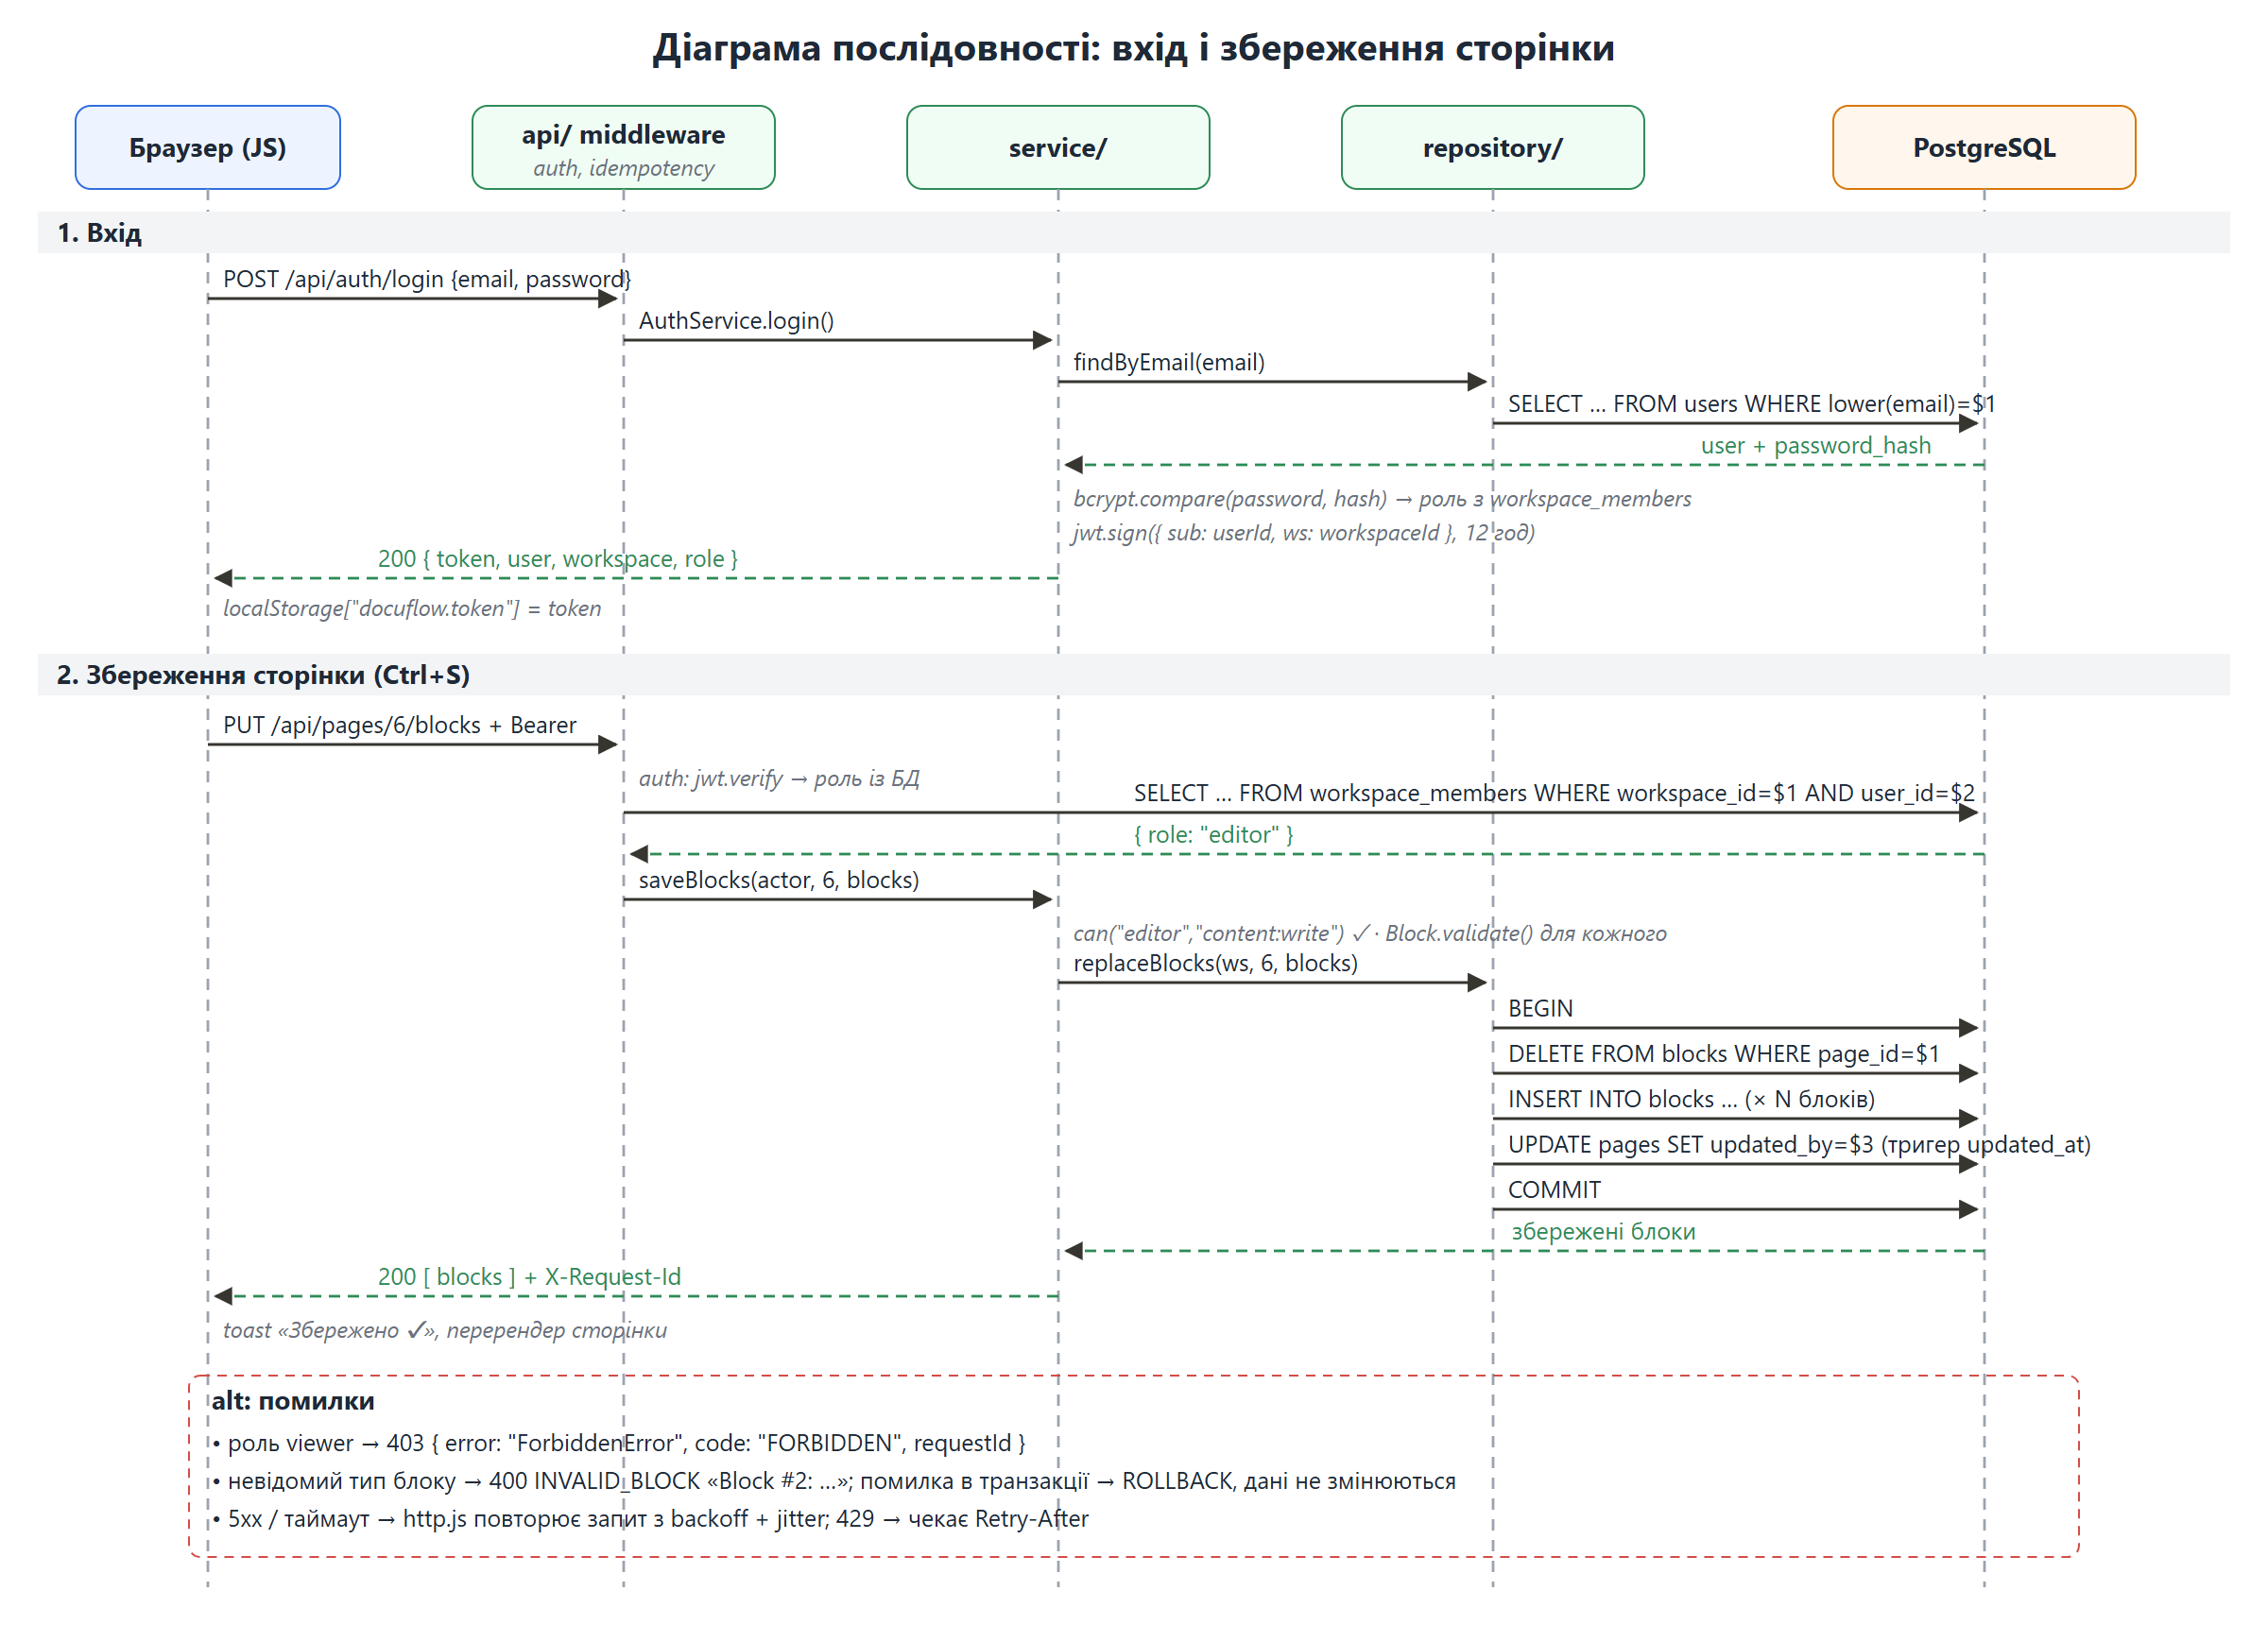 Діаграма послідовності: вхід і збереження сторінки
Браузер (JS)
api/ middleware
auth, idempotency
service/
repository/
PostgreSQL
1. Вхід
POST /api/auth/login {email, password}
AuthService.login()
findByEmail(email)
SELECT … FROM users WHERE lower(email)=$1
user + password_hash
bcrypt.compare(password, hash) → роль з workspace_members
jwt.sign({ sub: userId, ws: workspaceId }, 12 год)
200 { token, user, workspace, role }
localStorage["docuflow.token"] = token
2. Збереження сторінки (Ctrl+S)
PUT /api/pages/6/blocks + Bearer
auth: jwt.verify → роль із БД
SELECT … FROM workspace_members WHERE workspace_id=$1 AND user_id=$2
{ role: "editor" }
saveBlocks(actor, 6, blocks)
can("editor","content:write") ✓ · Block.validate() для кожного
replaceBlocks(ws, 6, blocks)
BEGIN
DELETE FROM blocks WHERE page_id=$1
INSERT INTO blocks … (× N блоків)
UPDATE pages SET updated_by=$3 (тригер updated_at)
COMMIT
збережені блоки
200 [ blocks ] + X-Request-Id
toast «Збережено ✓», перерендер сторінки
alt: помилки
• роль viewer → 403 { error: "ForbiddenError", code: "FORBIDDEN", requestId }
• невідомий тип блоку → 400 INVALID_BLOCK «Block #2: …»; помилка в транзакції → ROLLBACK, дані не змінюються
• 5xx / таймаут → http.js повторює запит з backoff + jitter; 429 → чекає Retry-After